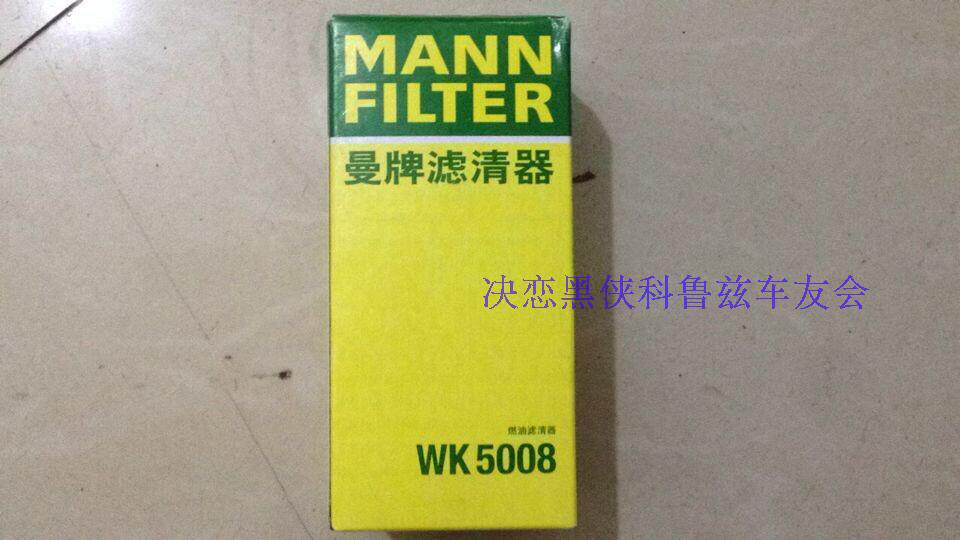 MANN
FILTER
曼牌滤清器
决恋黑侠科鲁兹车友会
燃油滤清器
WK 5008